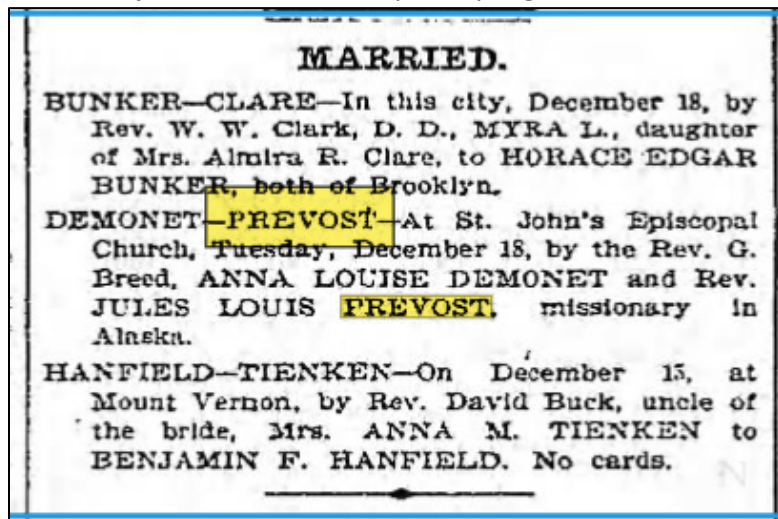 MARRIED.
BUNKER—CLARE—In this city, December 18, by
Rev. W. W. Clark, D. D., MYRA L., daughter
of Mrs. Almira R. Clare, to HORACE EDGAR
BUNKER, both of Brooklyn.
DEMONET—PREVOST—At St. John's Episcopal
Church, Tuesday, December 18, by the Rev. G.
Breed, ANNA LOUISE DEMONET and Rev.
JULES LOUIS PREVOST, missionary in
Alaska.
HANFIELD—TIENKEN—On December 15, at
Mount Vernon, by Rev. David Buck, uncle of
the bride, Mrs. ANNA M. TIENKEN to
BENJAMIN F. HANFIELD. No cards.